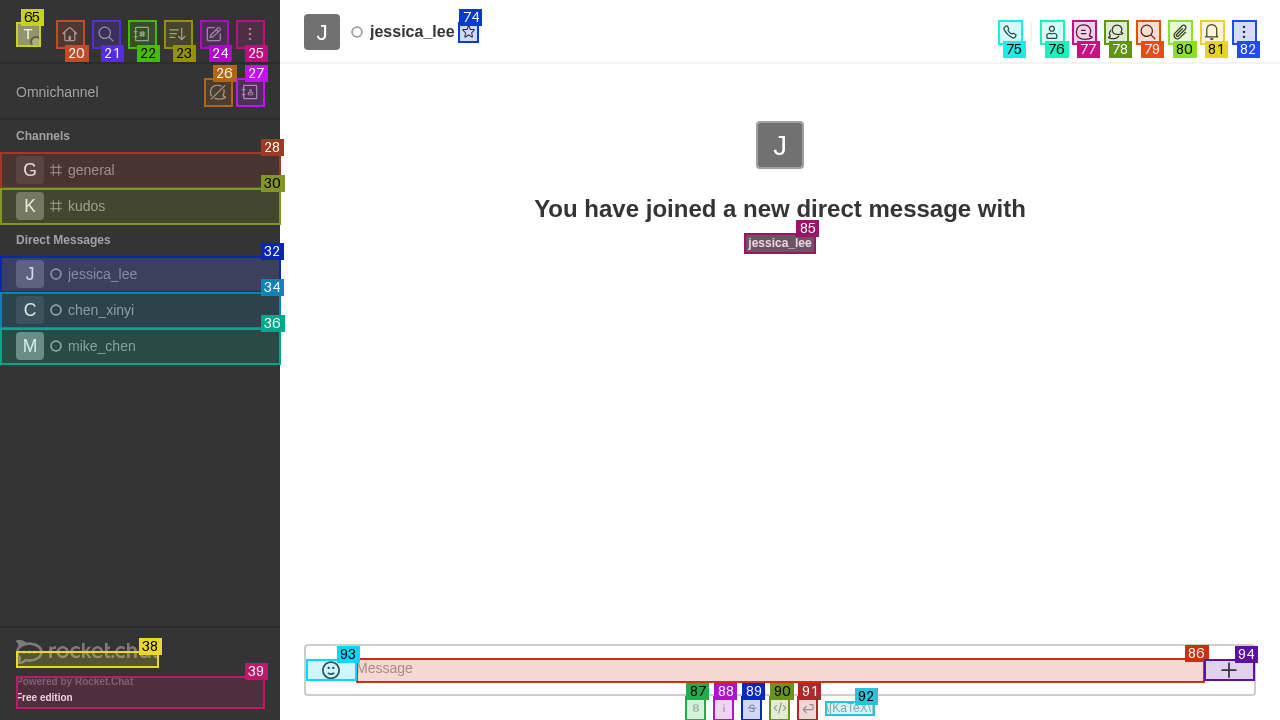 65 T 20 21 22 23 24 25
J jessica_lee 74 75 76 77 78 79 80 81 82
Omnichannel 26 27
Channels
28
G general
30
K kudos
Direct Messages
32
J jessica_lee
34
C chen_xinyi
36
M mike_chen
J
You have joined a new direct message with
85
jessica_lee
rocket.chat 38
39
Powered by Rocket.Chat
Free edition
93 Message 86 94
87 88 89 90 91 92
B i S </> \[KaTeX\]